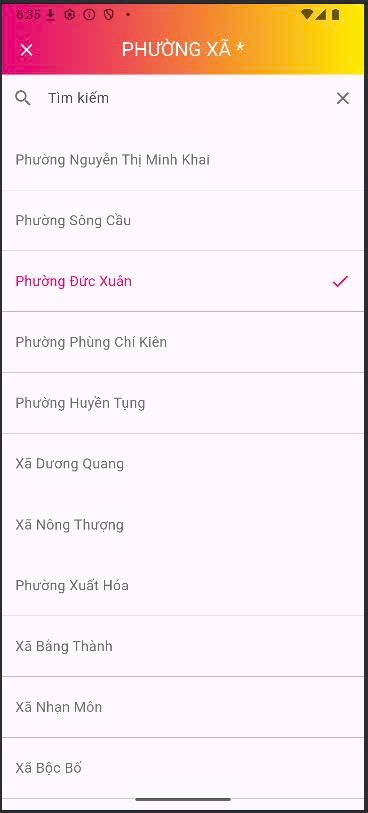 6:35
PHƯỜNG XÃ *
Tìm kiếm
Phường Nguyễn Thị Minh Khai
Phường Sông Cầu
Phường Đức Xuân
Phường Phùng Chí Kiên
Phường Huyền Tụng
Xã Dương Quang
Xã Nông Thượng
Phường Xuất Hóa
Xã Bằng Thành
Xã Nhạn Môn
Xã Bộc Bố